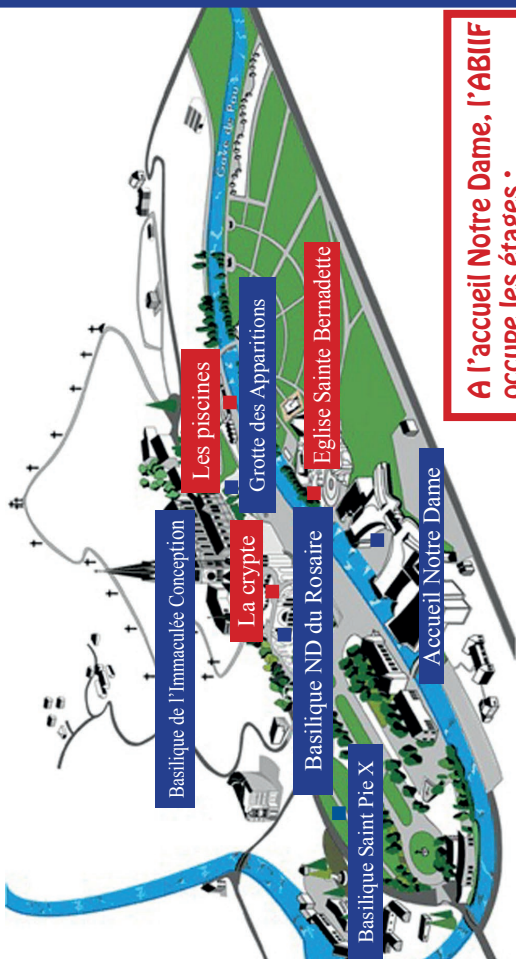 Gave de Pau
Les piscines
Grotte des Apparitions
Basilique de l'Immaculée Conception
La crypte
Eglise Sainte Bernadette
Basilique ND du Rosaire
Accueil Notre Dame
Basilique Saint Pie X
A l'accueil Notre Dame, l'ABIIF
occupe les étages :